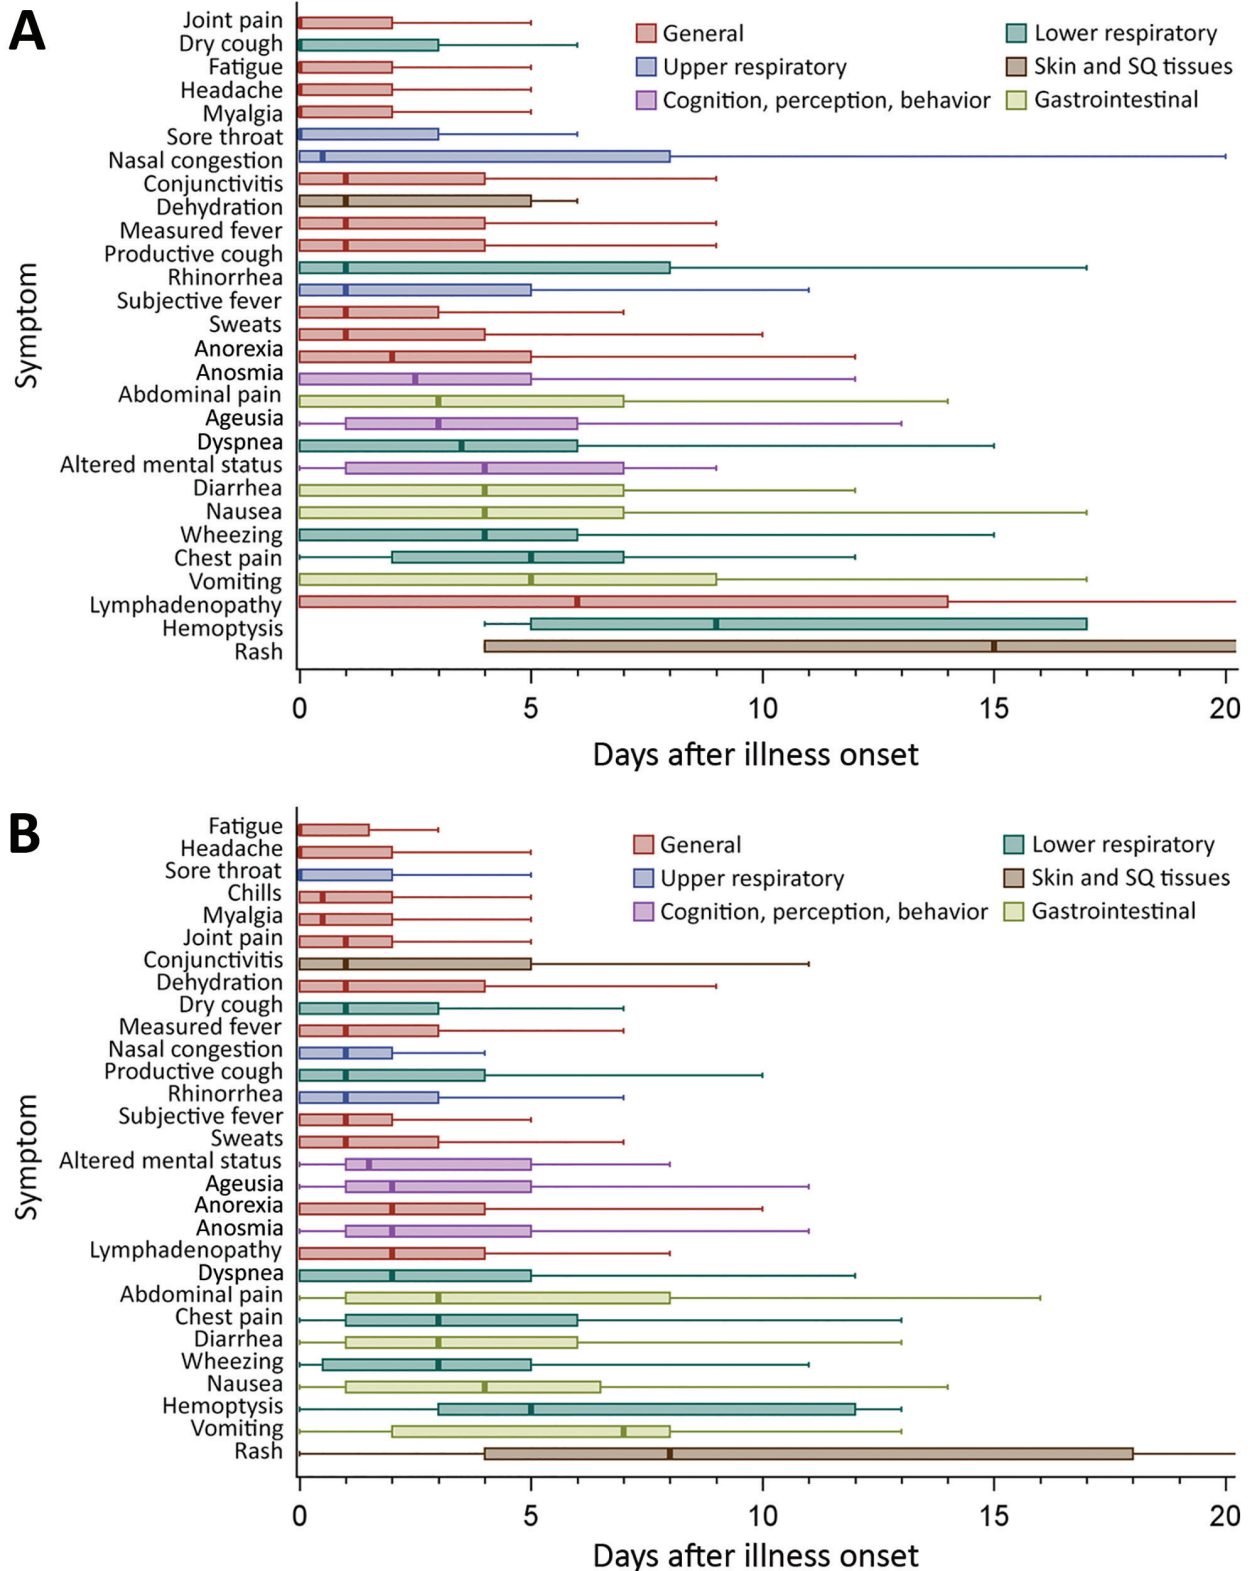 A
Joint pain
Dry cough
Fatigue
Headache
Myalgia
Sore throat
Nasal congestion
Conjunctivitis
Dehydration
Measured fever
Productive cough
Rhinorrhea
Subjective fever
Sweats
Anorexia
Anosmia
Abdominal pain
Ageusia
Dyspnea
Altered mental status
Diarrhea
Nausea
Wheezing
Chest pain
Vomiting
Lymphadenopathy
Hemoptysis
Rash
Symptom
General
Upper respiratory
Cognition, perception, behavior
Lower respiratory
Skin and SQ tissues
Gastrointestinal
0 5 10 15 20
Days after illness onset
B
Fatigue
Headache
Sore throat
Chills
Myalgia
Joint pain
Conjunctivitis
Dehydration
Dry cough
Measured fever
Nasal congestion
Productive cough
Rhinorrhea
Subjective fever
Sweats
Altered mental status
Ageusia
Anorexia
Anosmia
Lymphadenopathy
Dyspnea
Abdominal pain
Chest pain
Diarrhea
Wheezing
Nausea
Hemoptysis
Vomiting
Rash
Symptom
General
Upper respiratory
Cognition, perception, behavior
Lower respiratory
Skin and SQ tissues
Gastrointestinal
0 5 10 15 20
Days after illness onset